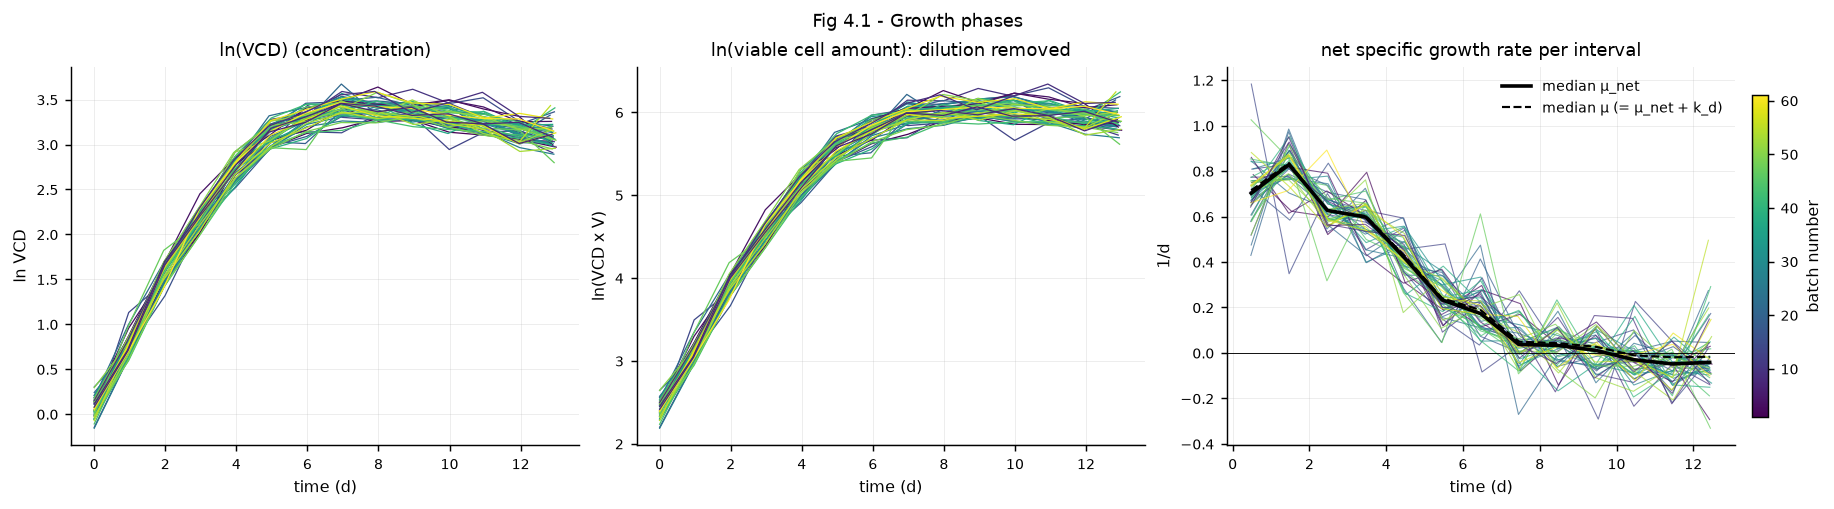 Fig 4.1 - Growth phases
ln(VCD) (concentration)
ln VCD
3.5
3.0
2.5
2.0
1.5
1.0
0.5
0.0
0 2 4 6 8 10 12
time (d)
ln(viable cell amount): dilution removed
ln(VCD x V)
6
5
4
3
2
0 2 4 6 8 10 12
time (d)
net specific growth rate per interval
1/d
1.2
1.0
0.8
0.6
0.4
0.2
0.0
−0.2
−0.4
median μ_net
median μ (= μ_net + k_d)
0 2 4 6 8 10 12
time (d)
60
50
40
30
20
10
batch number